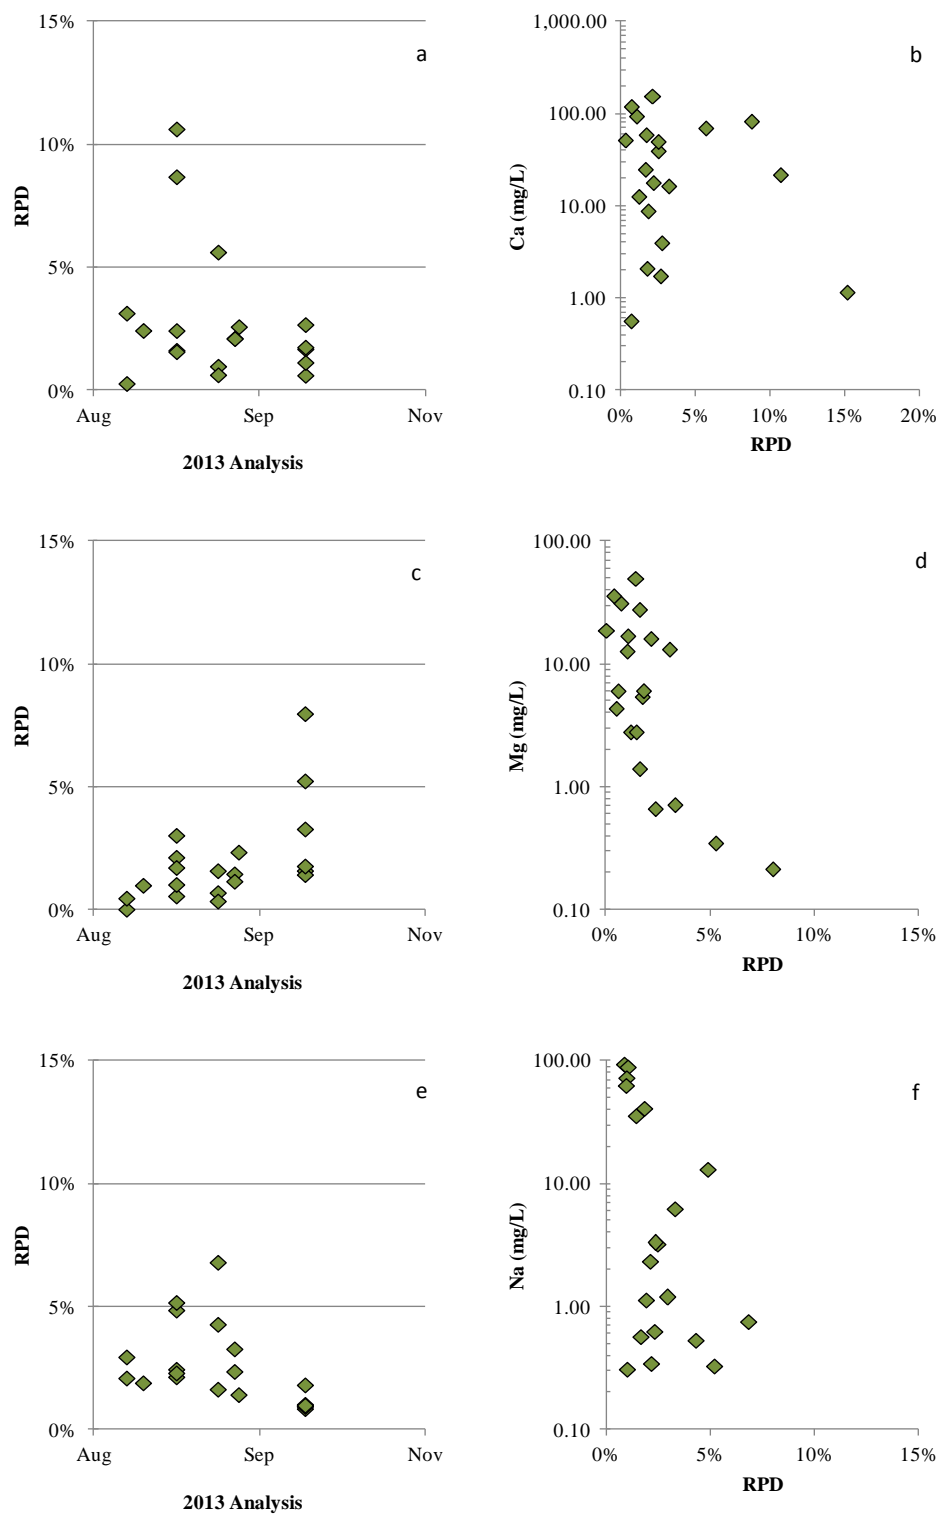 15%
10%
5%
0%
RPD
a
Aug Sep Nov
2013 Analysis
1,000.00
100.00
10.00
1.00
0.10
Ca (mg/L)
b
0% 5% 10% 15% 20%
RPD
15%
10%
5%
0%
RPD
c
Aug Sep Nov
2013 Analysis
100.00
10.00
1.00
0.10
Mg (mg/L)
d
0% 5% 10% 15%
RPD
15%
10%
5%
0%
RPD
e
Aug Sep Nov
2013 Analysis
100.00
10.00
1.00
0.10
Na (mg/L)
f
0% 5% 10% 15%
RPD